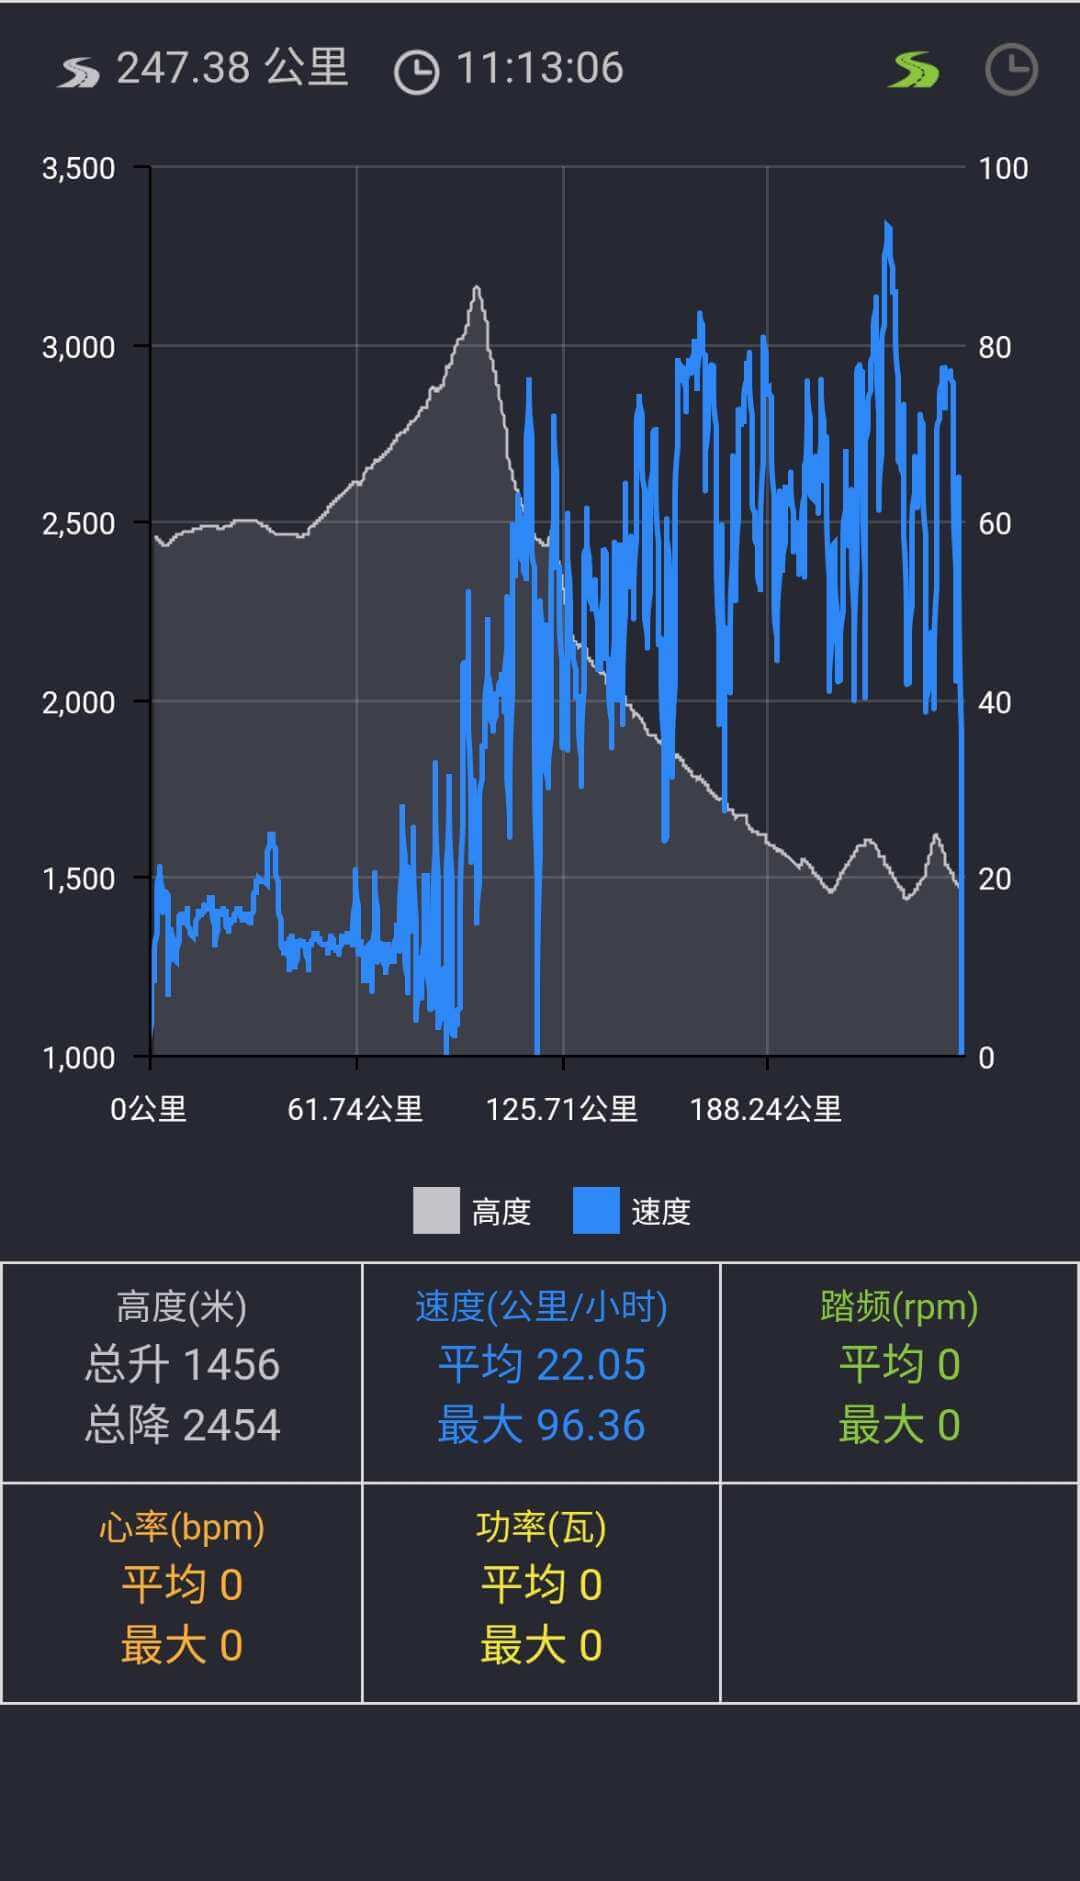 247.38 公里 11:13:06
3,500 100
3,000 80
2,500 60
2,000 40
1,500 20
1,000 0
0公里 61.74公里 125.71公里 188.24公里
高度 速度
高度(米)
总升 1456
总降 2454
速度(公里/小时)
平均 22.05
最大 96.36
踏频(rpm)
平均 0
最大 0
心率(bpm)
平均 0
最大 0
功率(瓦)
平均 0
最大 0